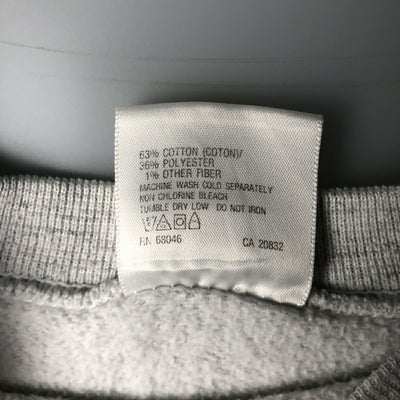 63% COTTON (COTON)/
36% POLYESTER
1% OTHER FIBER
MACHINE WASH COLD SEPARATELY
NON CHLORINE BLEACH
TUMBLE DRY LOW DO NOT IRON
RN 68046 CA 20832